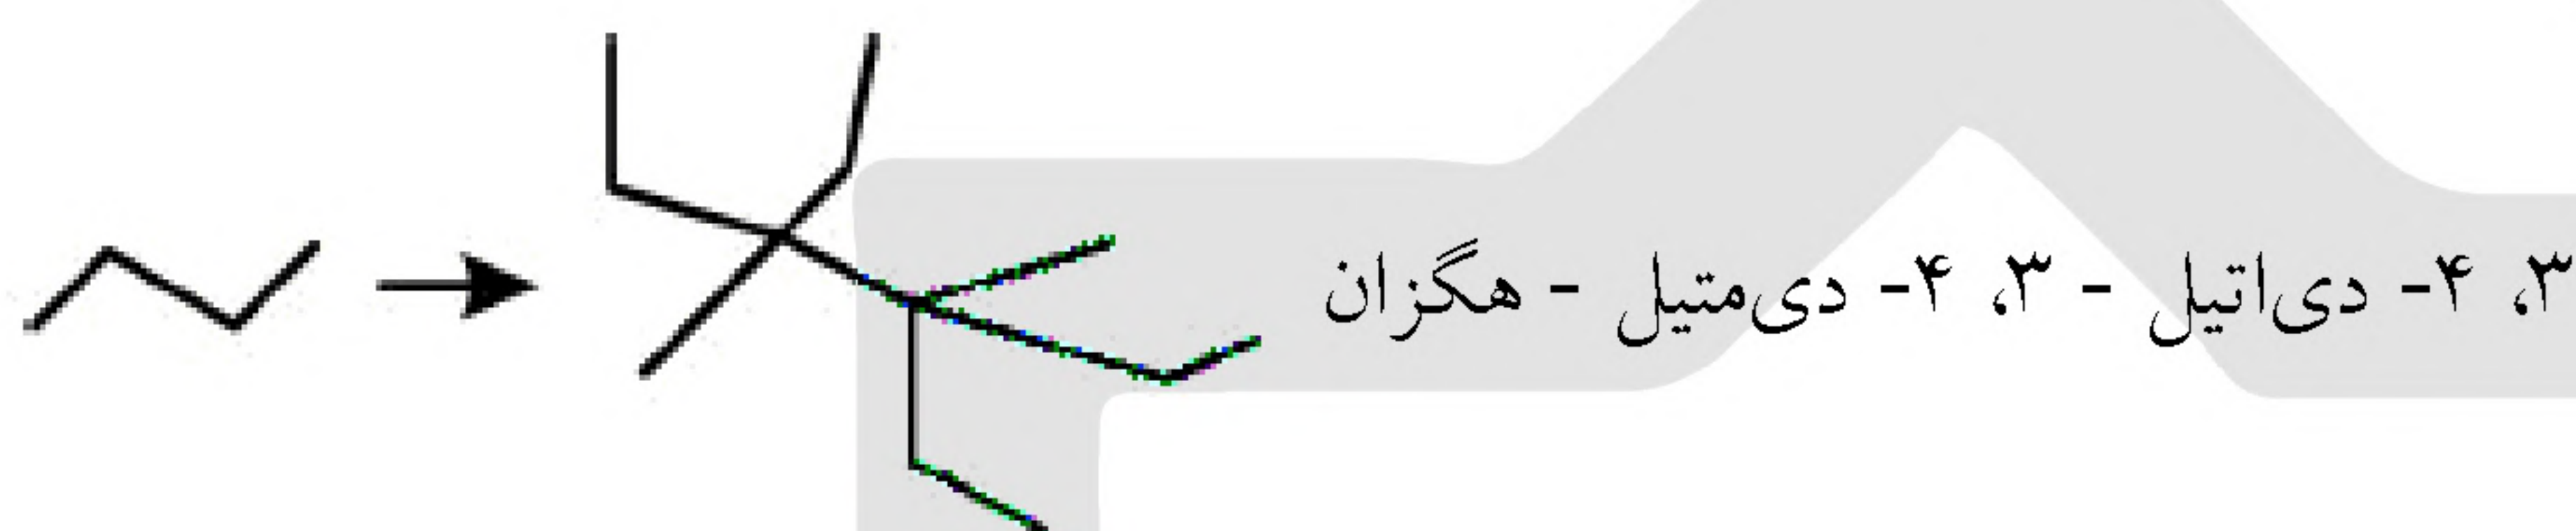 ۳، ۴- دی‌اتیل - ۳، ۴- دی‌متیل - هگزان